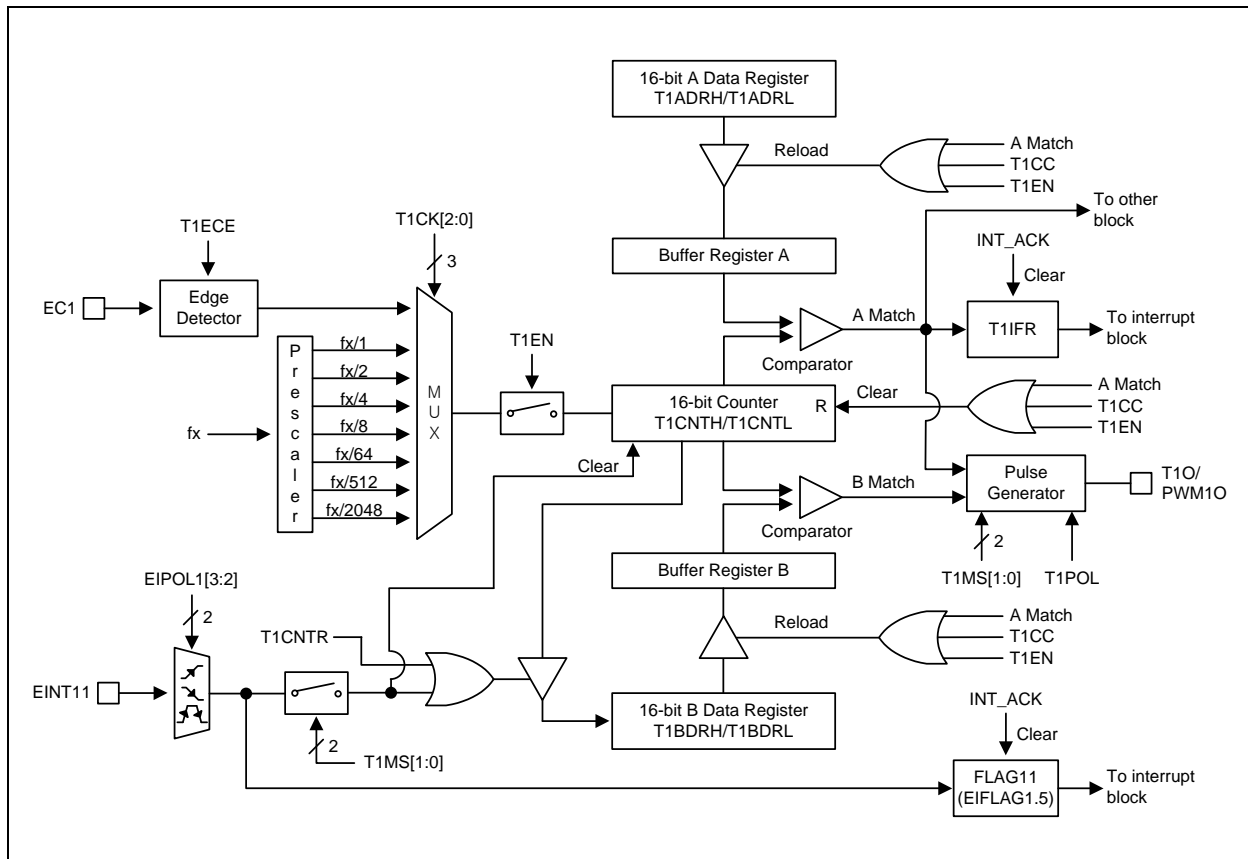 16-bit A Data Register
T1ADRH/T1ADRL
Reload
A Match
T1CC
T1EN
To other
block
T1ECE
T1CK[2:0]
3
INT_ACK
Clear
Buffer Register A
EC1
Edge
Detector
A Match
T1IFR
To interrupt
block
Comparator
Prescaler
fx/1
fx/2
fx/4
fx/8
fx/64
fx/512
fx/2048
fx
MUX
T1EN
16-bit Counter
T1CNTH/T1CNTL
R
Clear
A Match
T1CC
T1EN
Clear
B Match
Pulse
Generator
T1O/
PWM1O
Comparator
2
T1MS[1:0]
T1POL
Buffer Register B
EIPOL1[3:2]
2
Reload
A Match
T1CC
T1EN
T1CNTR
EINT11
16-bit B Data Register
T1BDRH/T1BDRL
2
T1MS[1:0]
INT_ACK
Clear
FLAG11
(EIFLAG1.5)
To interrupt
block